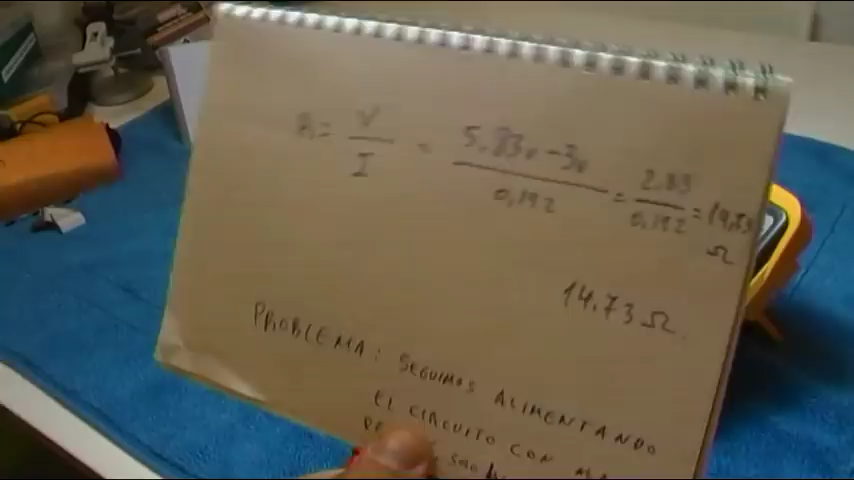 R = V / I = 5.83v - 3v / 0,192 = 2.83 / 0,192 = 14,73 Ω
14.73 Ω
PROBLEMA: SEGUIMOS ALIMENTANDO
EL CIRCUITO CON